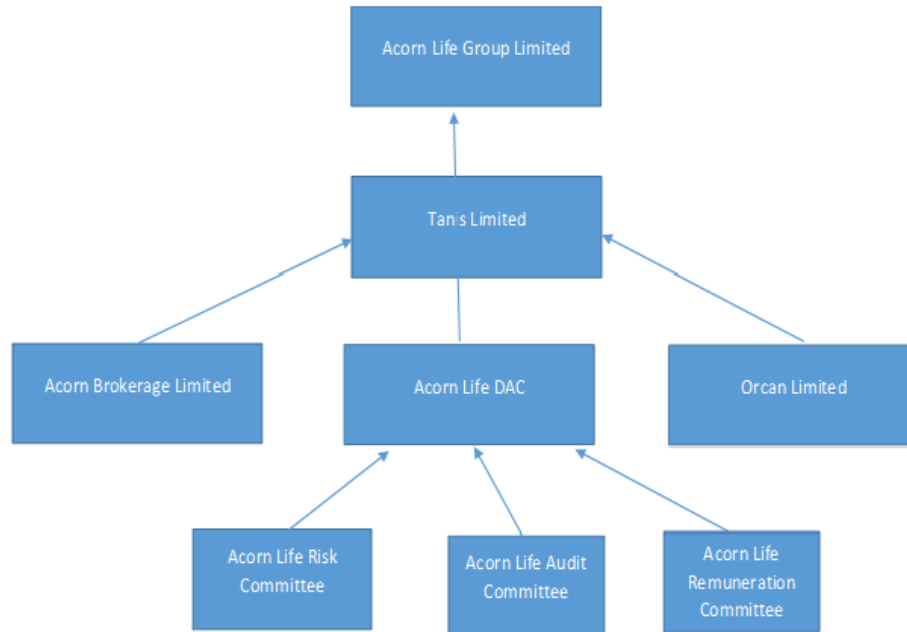 Acorn Life Group Limited
Tanis Limited
Acorn Brokerage Limited
Acorn Life DAC
Orcan Limited
Acorn Life Risk
Committee
Acorn Life Audit
Committee
Acorn Life
Remuneration
Committee